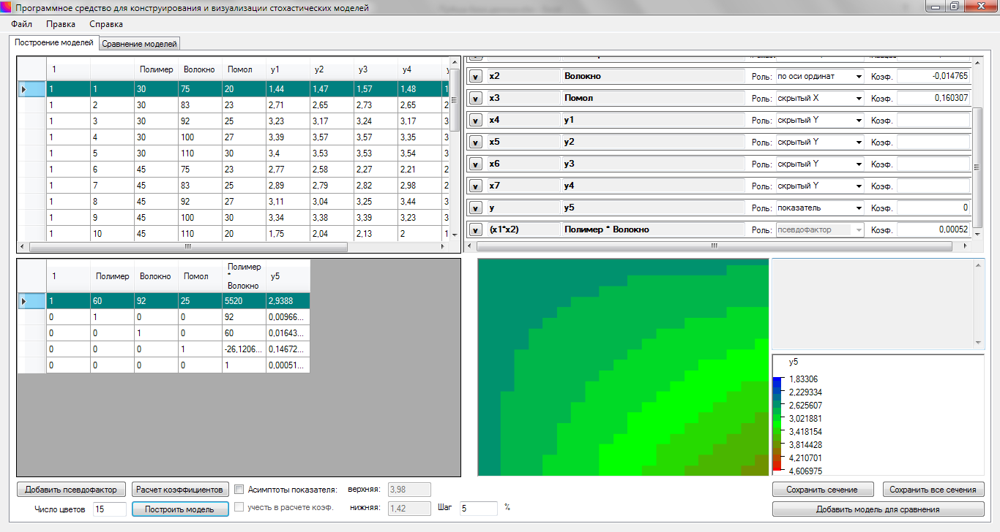 Программное средство для конструирования и визуализации стохастических моделей
Файл Правка Справка
Построение моделей Сравнение моделей
1 Полимер Волокно Помол y1 y2 y3 y4
1 1 30 75 20 1,44 1,47 1,57 1,48 1
1 2 30 83 23 2,71 2,65 2,73 2,65 2
1 3 30 92 25 3,23 3,17 3,24 3,17 3
1 4 30 100 27 3,39 3,57 3,57 3,35 3
1 5 30 110 30 3,4 3,53 3,53 3,54 3
1 6 45 75 23 2,77 2,58 2,27 2,21 2
1 7 45 83 25 2,89 2,79 2,82 2,98 2
1 8 45 92 27 3,11 3,04 3,25 3,44 3
1 9 45 100 30 3,34 3,38 3,39 3,23 3
1 10 45 110 20 1,75 2,04 2,13 2 1
v x2 Волокно Роль: по оси ординат Коэф. -0,014765
v x3 Помол Роль: скрытый X Коэф. 0,160307
v x4 y1 Роль: скрытый Y Коэф.
v x5 y2 Роль: скрытый Y Коэф.
v x6 y3 Роль: скрытый Y Коэф.
v x7 y4 Роль: скрытый Y Коэф.
v y y5 Роль: показатель Коэф. 0
v (x1*x2) Полимер * Волокно Роль: псевдофактор Коэф. 0,00052
1 Полимер Волокно Помол Полимер * Волокно y5
1 60 92 25 5520 2,9388
0 1 0 0 92 0,00966...
0 0 1 0 60 0,01643...
0 0 0 1 -26,1206... 0,14672...
0 0 0 0 1 0,00051...
y5
1,83306
2,229334
2,625607
3,021881
3,418154
3,814428
4,210701
4,606975
Добавить псевдофактор Расчет коэффициентов Асимптоты показателя: верхняя: 3,98
Сохранить сечение Сохранить все сечения
Число цветов 15 Построить модель учесть в расчете коэф. нижняя: 1,42 Шаг 5 %
Добавить модель для сравнения